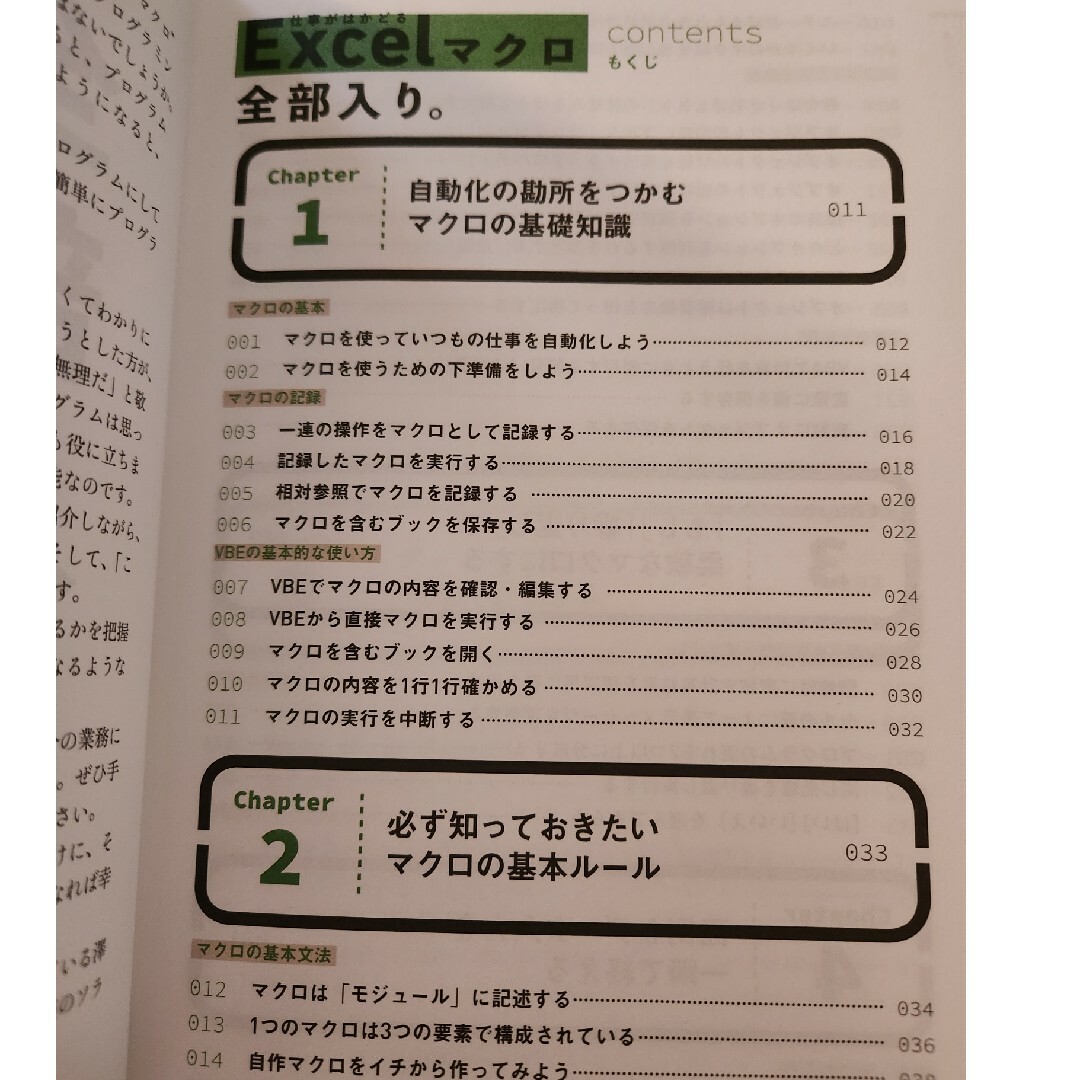 マクロ
ログラミン
はないでしょうか。
ると、プログラム
ようになると、
ログラムにして
簡単にプログラ
くてわかりに
うとした方が、
無理だ」と敬
グラムは思っ
役に立ちま
なのです。
介しながら、
そして、「こ
す。
るかを把握
なるような
の業務に
。ぜひ手
さい。
けに、そ
なれば幸
いる澤
のソラ
仕事がはかどる
Excelマクロ
全部入り。
contents
もくじ
Chapter
1
自動化の勘所をつかむ
マクロの基礎知識
011
マクロの基本
001 マクロを使っていつもの仕事を自動化しよう 012
002 マクロを使うための下準備をしよう 014
マクロの記録
003 一連の操作をマクロとして記録する 016
004 記録したマクロを実行する 018
005 相対参照でマクロを記録する 020
006 マクロを含むブックを保存する 022
VBEの基本的な使い方
007 VBEでマクロの内容を確認・編集する 024
008 VBEから直接マクロを実行する 026
009 マクロを含むブックを開く 028
010 マクロの内容を1行1行確かめる 030
011 マクロの実行を中断する 032
Chapter
2
必ず知っておきたい
マクロの基本ルール
033
マクロの基本文法
012 マクロは「モジュール」に記述する 034
013 1つのマクロは3つの要素で構成されている 036
014 自作マクロをイチから作ってみよう